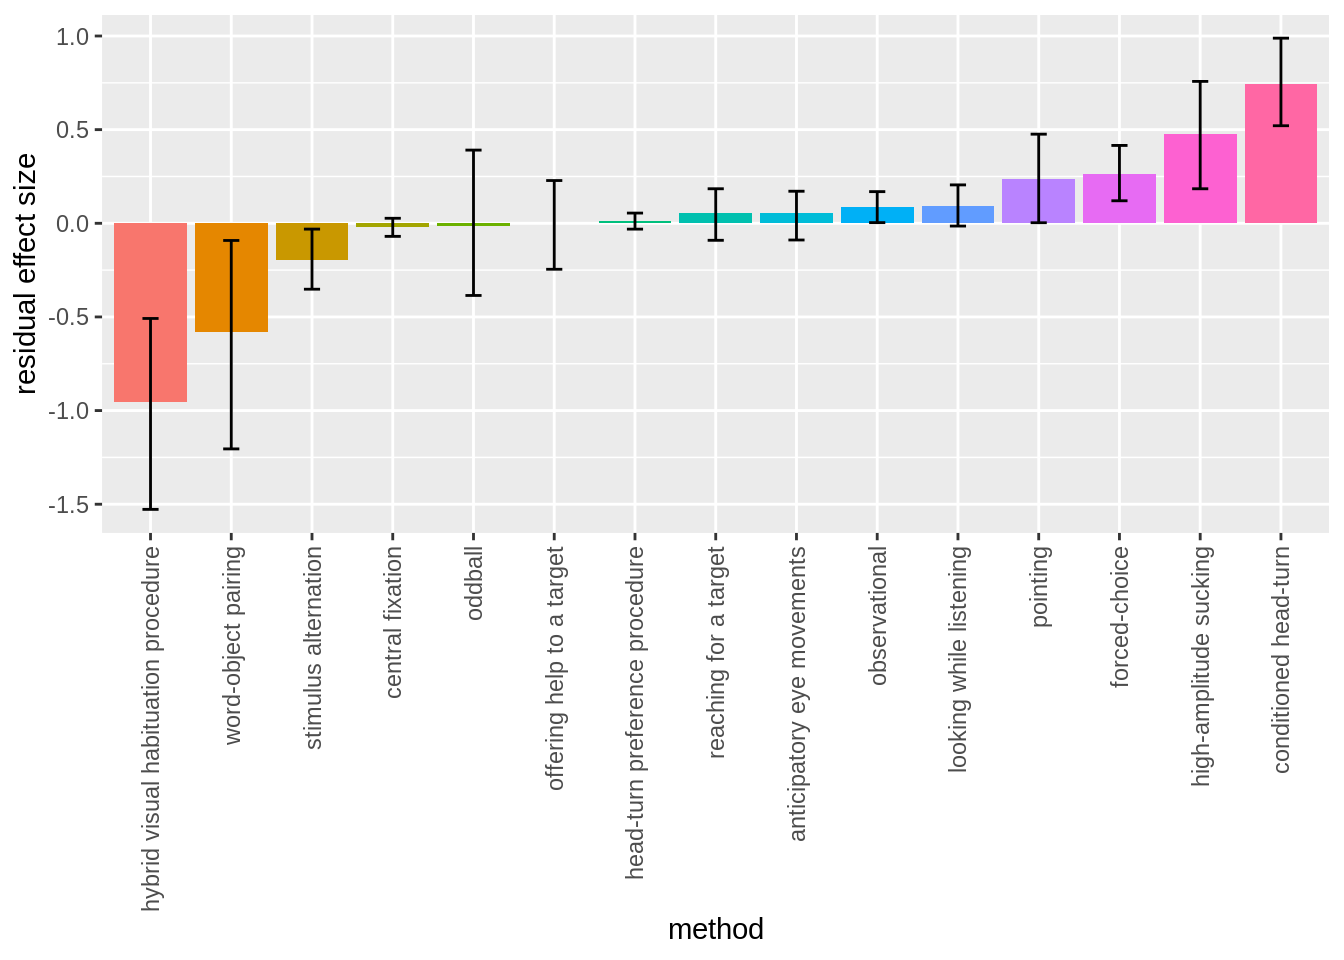 1.0
0.5
0.0
-0.5
-1.0
-1.5
residual effect size
hybrid visual habituation procedure
word-object pairing
stimulus alternation
central fixation
oddball
offering help to a target
head-turn preference procedure
reaching for a target
anticipatory eye movements
observational
looking while listening
pointing
forced-choice
high-amplitude sucking
conditioned head-turn
method